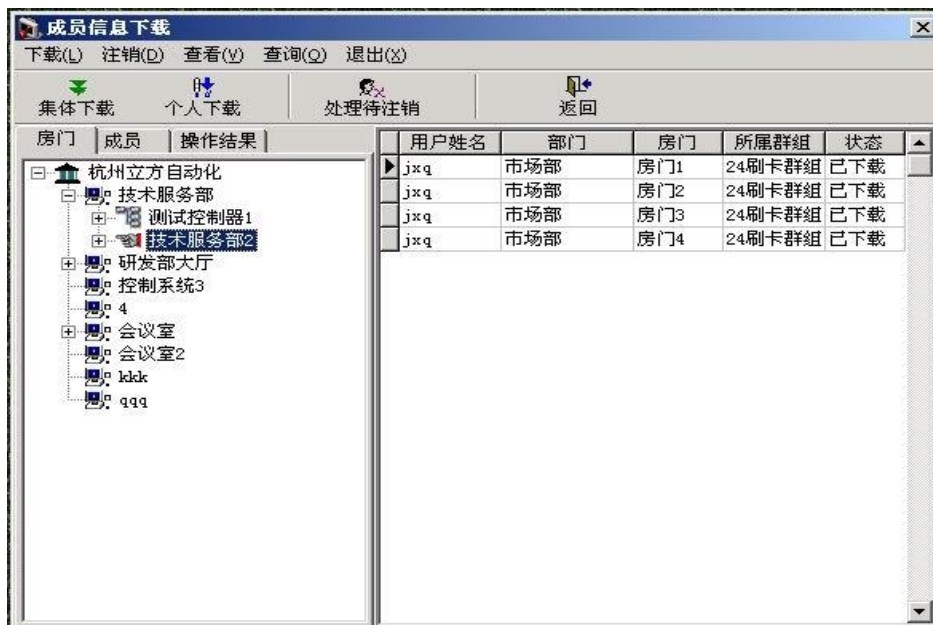 成员信息下载
下载(L) 注销(D) 查看(V) 查询(Q) 退出(X)
集体下载 个人下载 处理待注销 返回
房门 成员 操作结果
杭州立方自动化
技术服务部
测试控制器1
技术服务部2
研发部大厅
控制系统3
4
会议室
会议室2
kkk
qqq
用户姓名 部门 房门 所属群组 状态
jxq 市场部 房门1 24刷卡群组 已下载
jxq 市场部 房门2 24刷卡群组 已下载
jxq 市场部 房门3 24刷卡群组 已下载
jxq 市场部 房门4 24刷卡群组 已下载